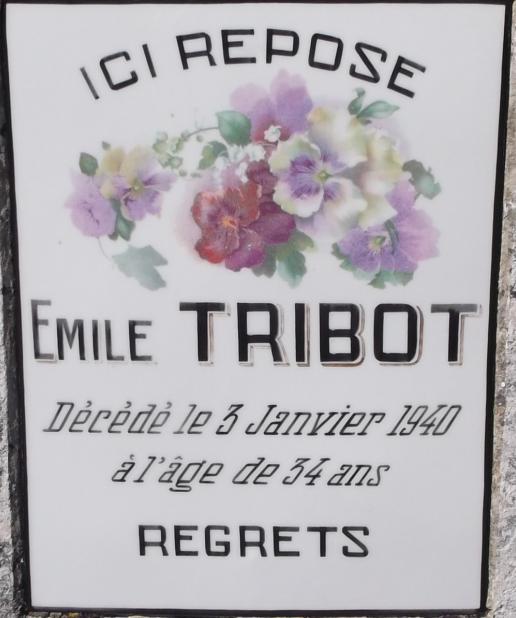 ICI REPOSE
EMILE TRIBOT
Décédé le 3 Janvier 1940
à l'âge de 34 ans
REGRETS